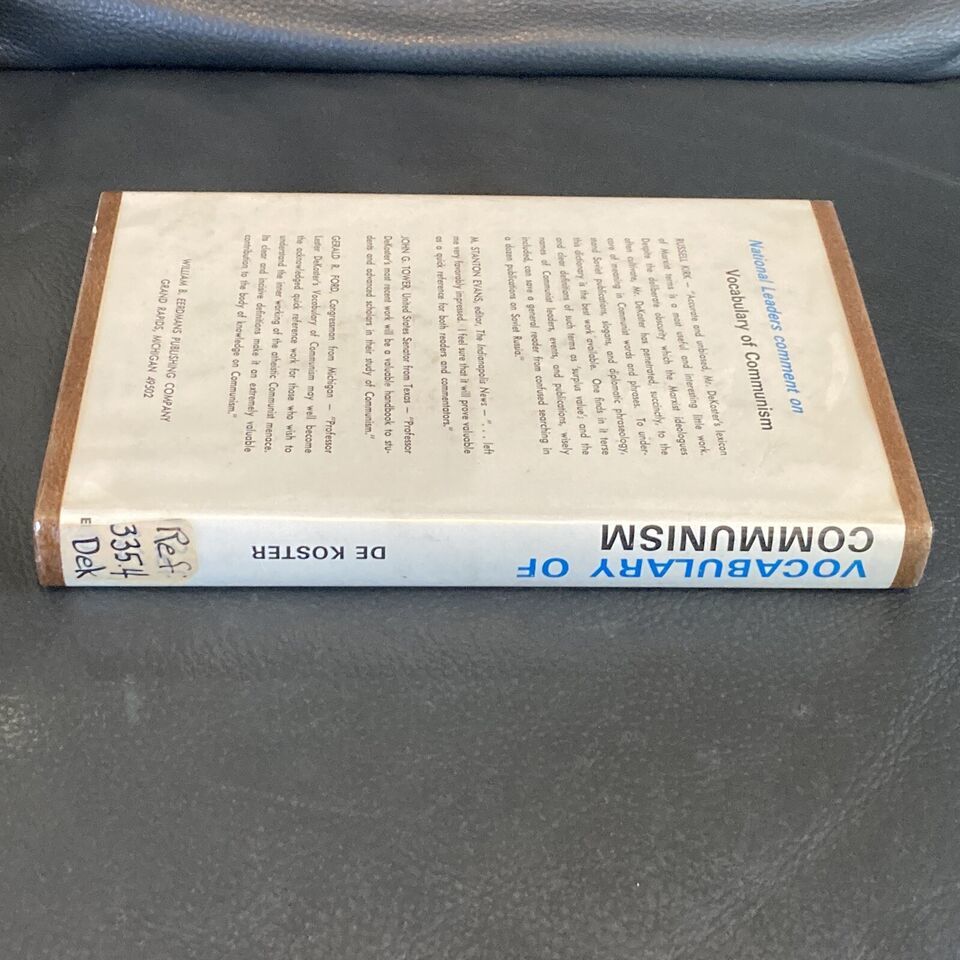 National Leaders comment on
Vocabulary of Communism
RUSSELL KIRK — "Accurate and unbiased, Mr. DeKoster's lexicon
of Marxist terms is a most useful and interesting little work.
Despite the deliberate obscurity which the Marxist ideologues
often cultivate, Mr. DeKoster has penetrated, succinctly, to the
core of meaning in Communist words and phrases. To under-
stand Soviet publications, slogans, and diplomatic phraseology,
this dictionary is the best work available. One finds in it terse
and clear definitions of such terms as 'surplus value'; and the
names of Communist leaders, events, and publications, wisely
included, can save a general reader from confused searching in
a dozen publications on Soviet Russia."
M. STANTON EVANS, editor, The Indianapolis News — ". . . left
me very favorably impressed. I feel sure that it will prove valuable
as a quick reference for both readers and commentators."
JOHN G. TOWER, United States Senator from Texas — "Professor
DeKoster's most recent work will be a valuable handbook to stu-
dents and advanced scholars in their study of Communism."
GERALD R. FORD, Congressman from Michigan — "Professor
Lester DeKoster's Vocabulary of Communism may well become
the acknowledged quick reference work for those who wish to
understand the inner working of the atheistic Communist menace.
Its clear and incisive definitions make it an extremely valuable
contribution to the body of knowledge on Communism."
WILLIAM B. EERDMANS PUBLISHING COMPANY
GRAND RAPIDS, MICHIGAN 49502
VOCABULARY OF
COMMUNISM
DE KOSTER
Ref
335.4
Dek
E